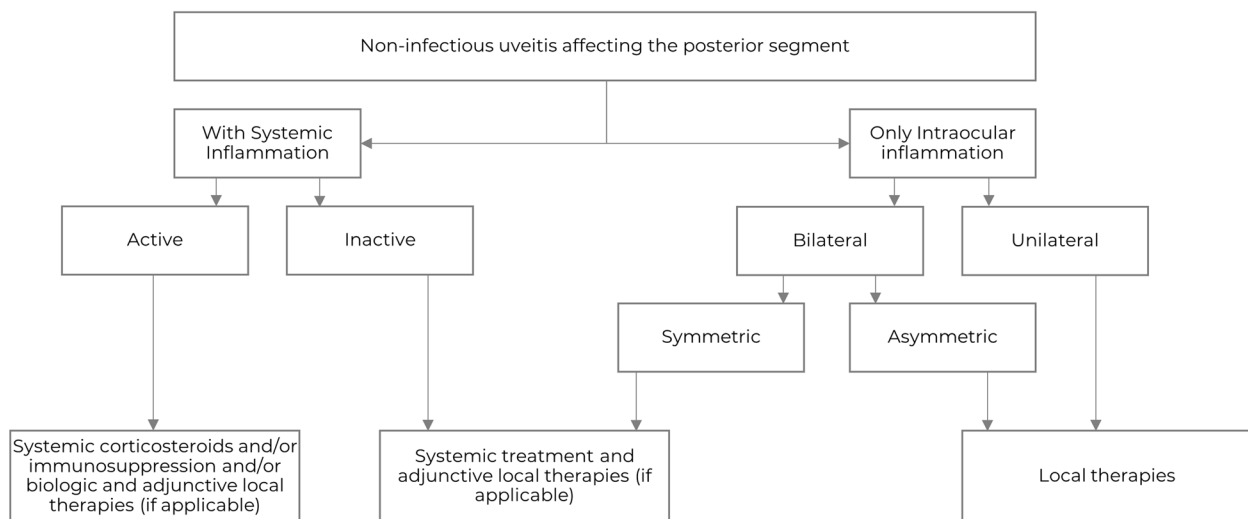 Non-infectious uveitis affecting the posterior segment
With Systemic
Inflammation
Only Intraocular
inflammation
Active
Inactive
Bilateral
Unilateral
Symmetric
Asymmetric
Systemic corticosteroids and/or
immunosuppression and/or
biologic and adjunctive local
therapies (if applicable)
Systemic treatment and
adjunctive local therapies (if
applicable)
Local therapies